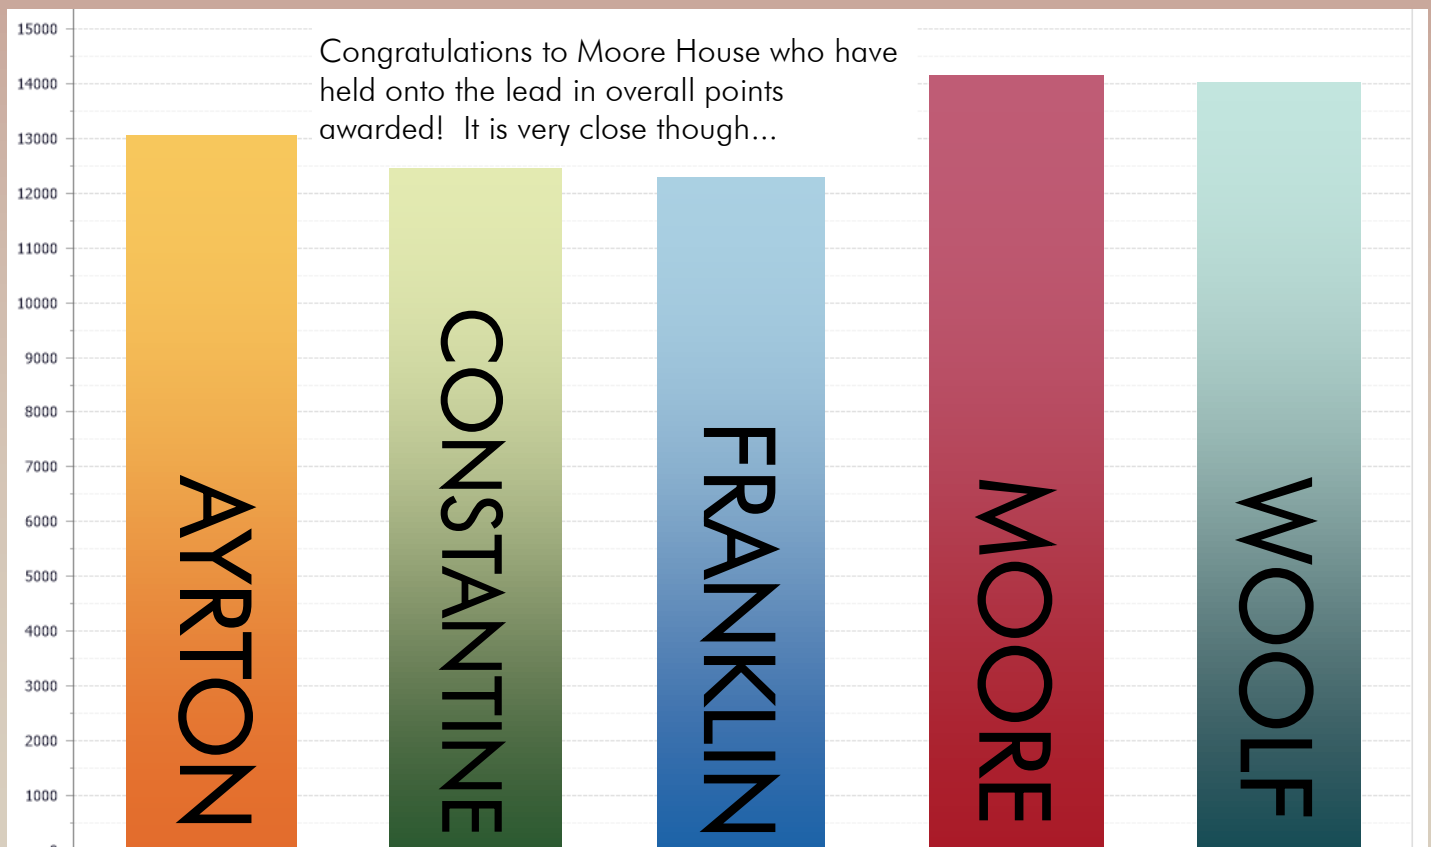 15000
14000
13000
12000
11000
10000
9000
8000
7000
6000
5000
4000
3000
2000
1000
Congratulations to Moore House who have
held onto the lead in overall points
awarded!  It is very close though...
AYRTON
CONSTANTINE
FRANKLIN
MOORE
WOOLF